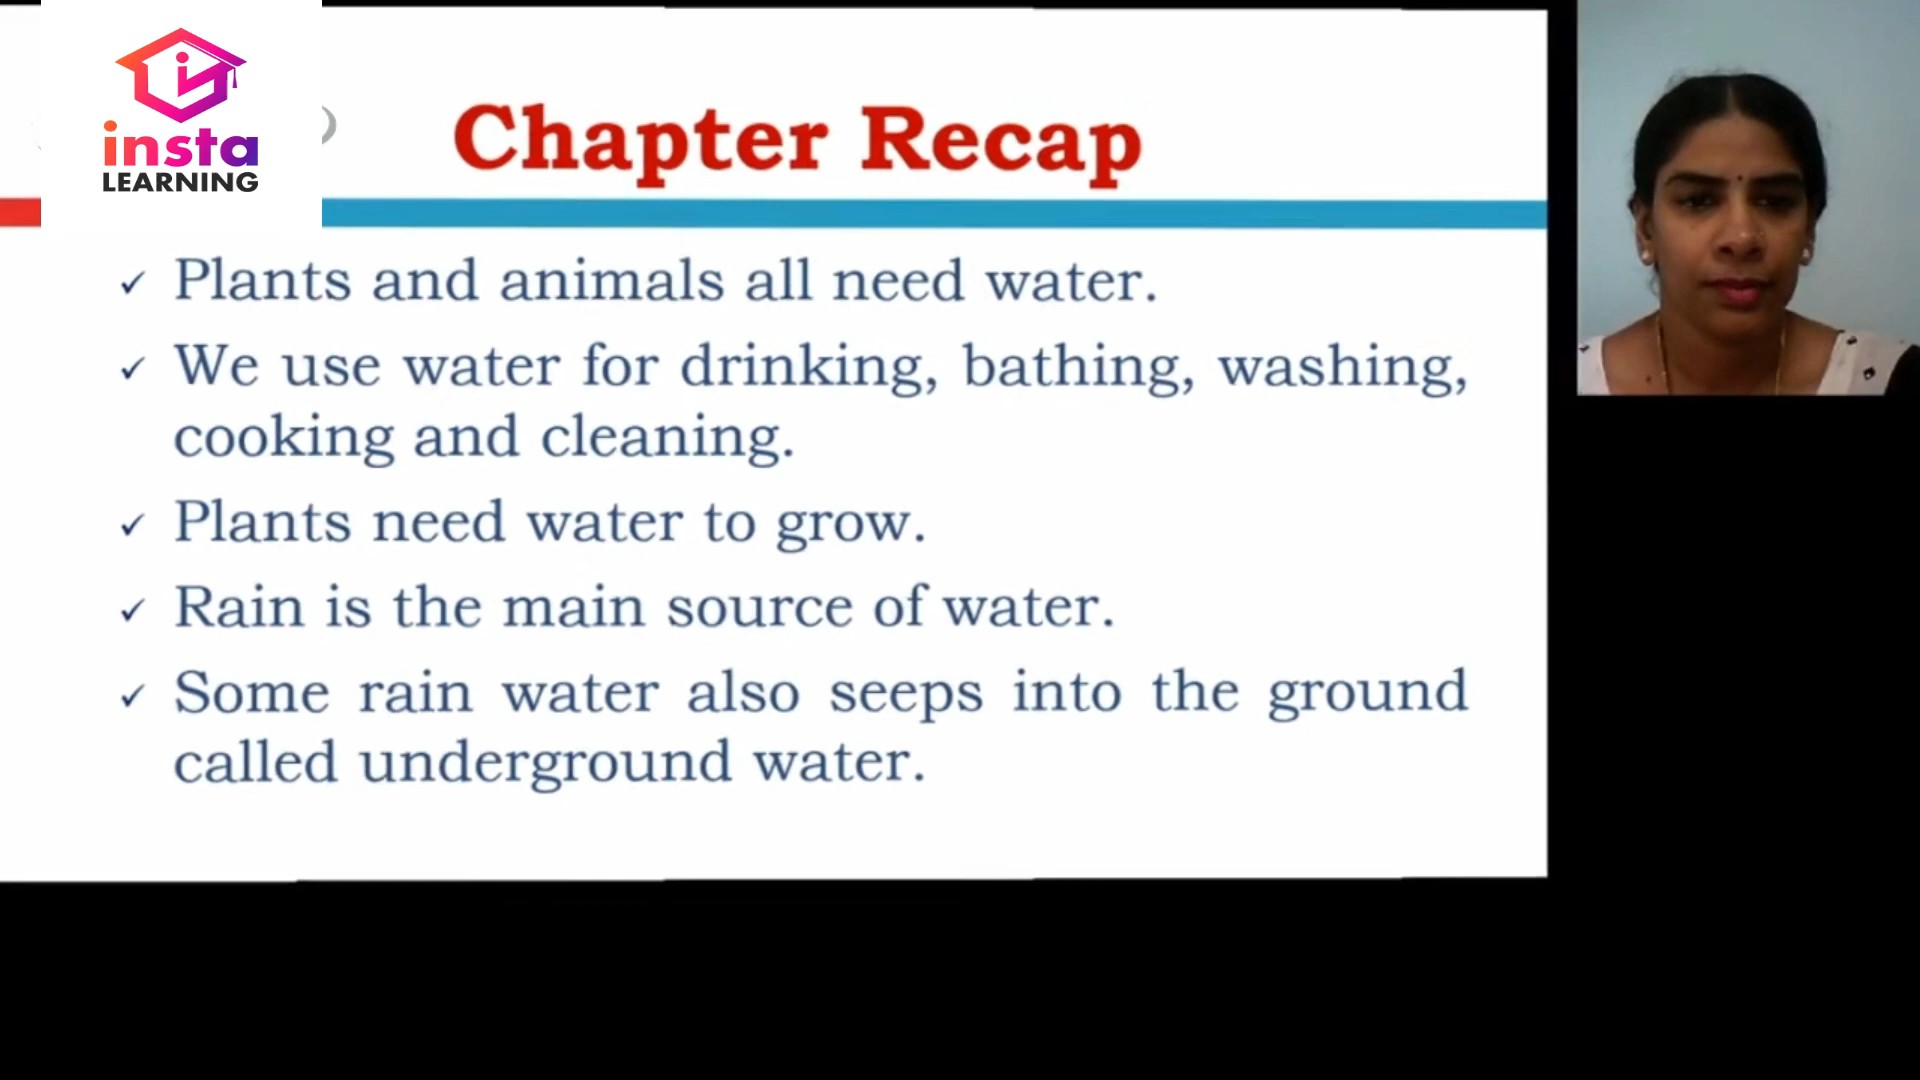 insta
LEARNING
Chapter Recap
✓ Plants and animals all need water.
✓ We use water for drinking, bathing, washing,
cooking and cleaning.
✓ Plants need water to grow.
✓ Rain is the main source of water.
✓ Some rain water also seeps into the ground
called underground water.